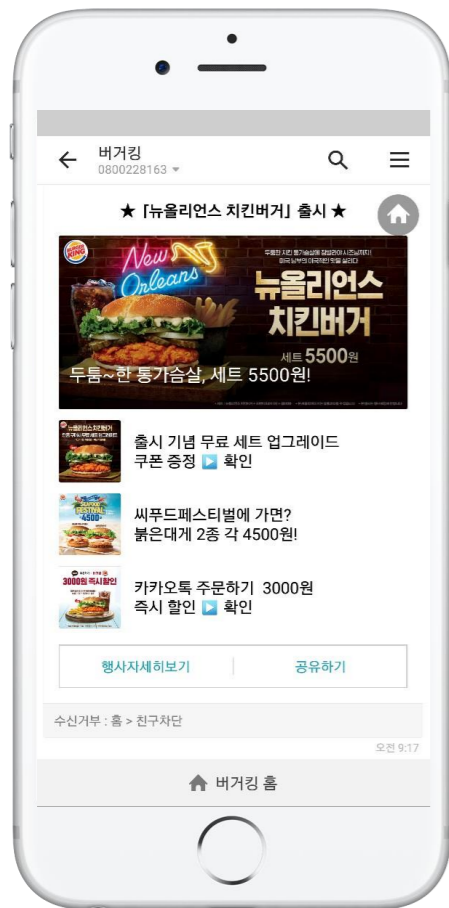 버거킹
0800228163
★ 「뉴올리언스 치킨버거」 출시 ★
BURGER KING
New Orleans
뉴올리언스
치킨버거
세트 5500원
두툼~한 통가슴살, 세트 5500원!
출시 기념 무료 세트 업그레이드
쿠폰 증정 ▶ 확인
FESTIVAL
4500
씨푸드페스티벌에 가면?
붉은대게 2종 각 4500원!
3000원 즉시할인
카카오톡 주문하기 3000원
즉시 할인 ▶ 확인
행사자세히보기
공유하기
수신거부 : 홈 > 친구차단
오전 9:17
버거킹 홈